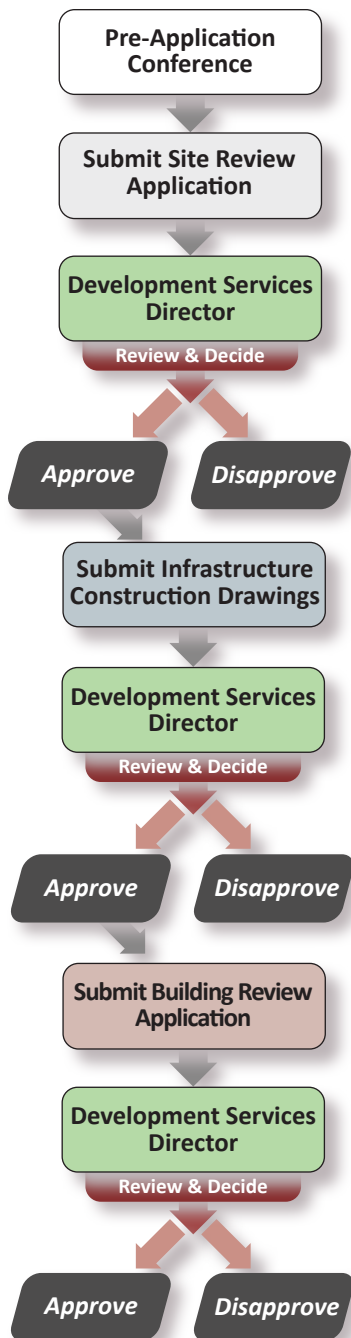 Pre-Application
Conference
Submit Site Review
Application
Development Services
Director
Review & Decide
Approve
Disapprove
Submit Infrastructure
Construction Drawings
Development Services
Director
Review & Decide
Approve
Disapprove
Submit Building Review
Application
Development Services
Director
Review & Decide
Approve
Disapprove